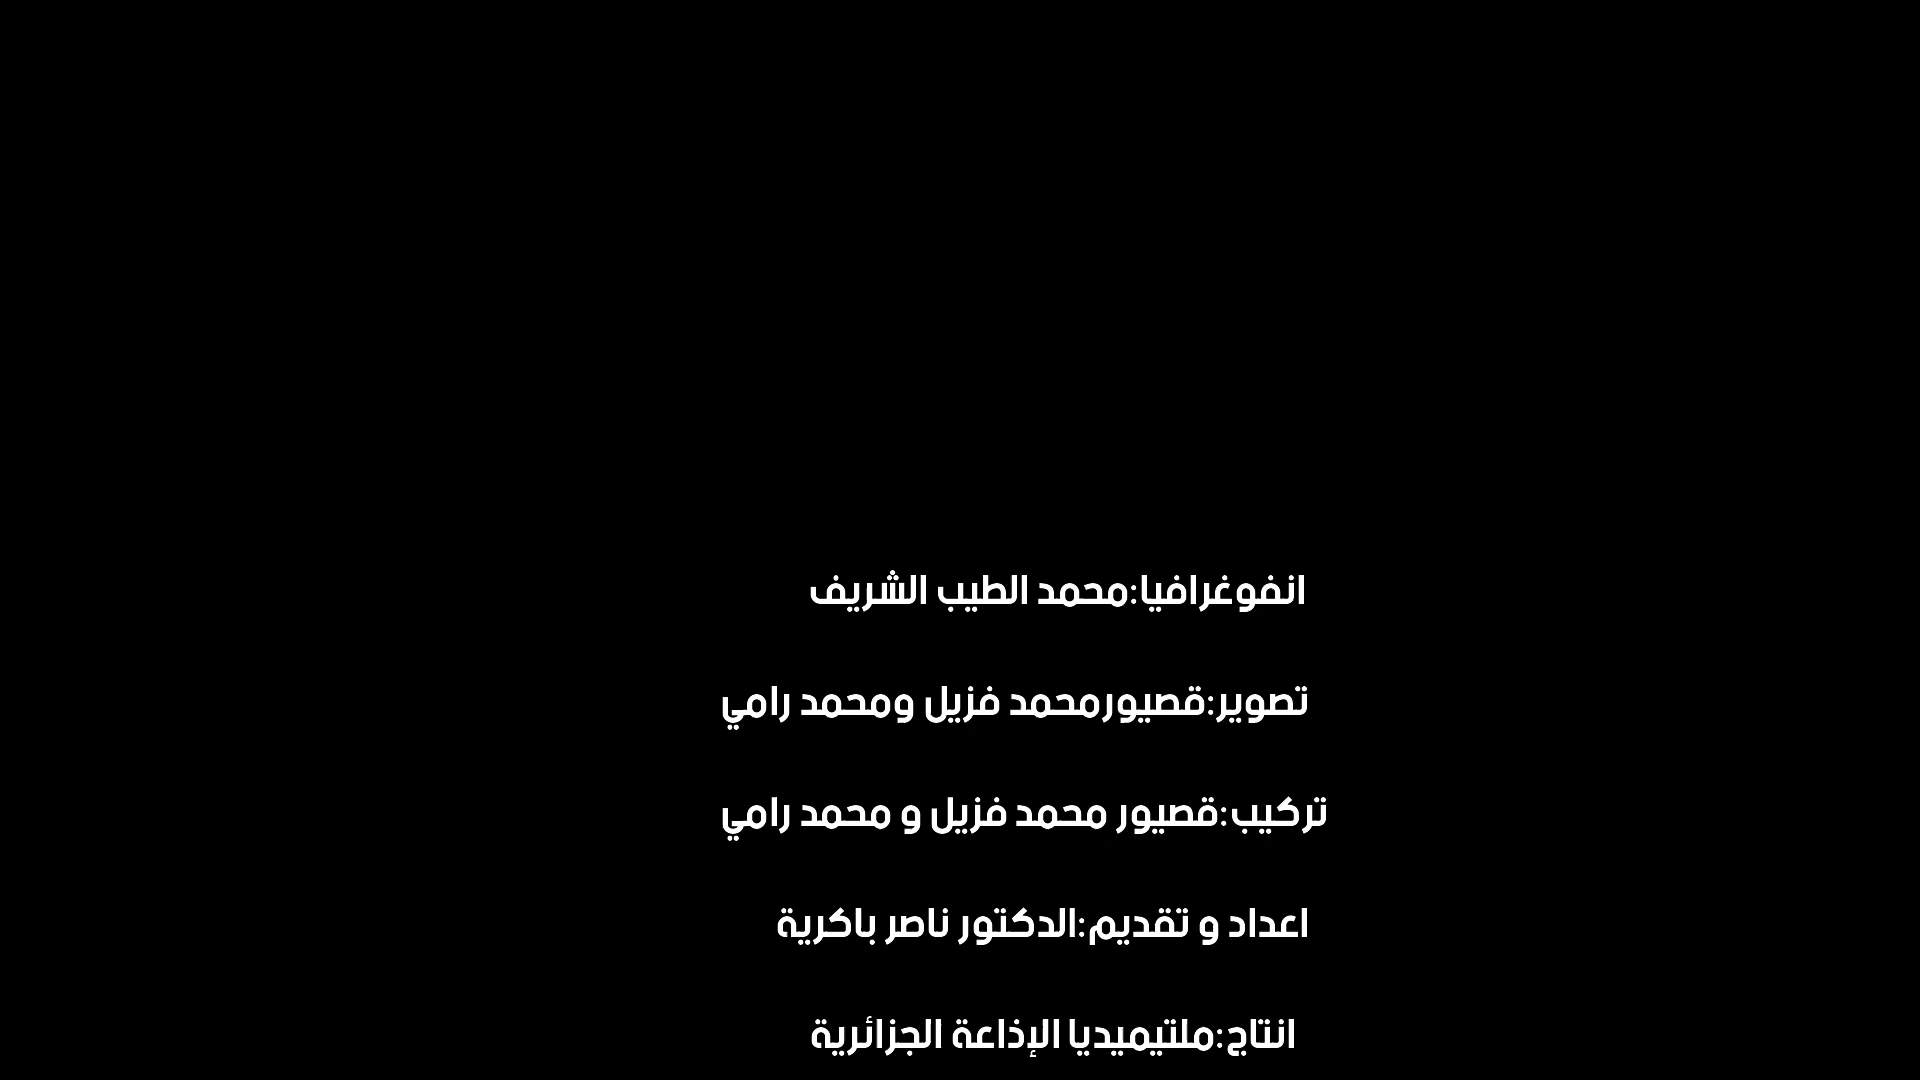 انفوغرافيا:محمد الطيب الشريف
تصوير:قصيورمحمد فزيل ومحمد رامي
تركيب:قصيور محمد فزيل و محمد رامي
اعداد و تقديم:الدكتور ناصر باكرية
انتاج:ملتيميديا الإذاعة الجزائرية